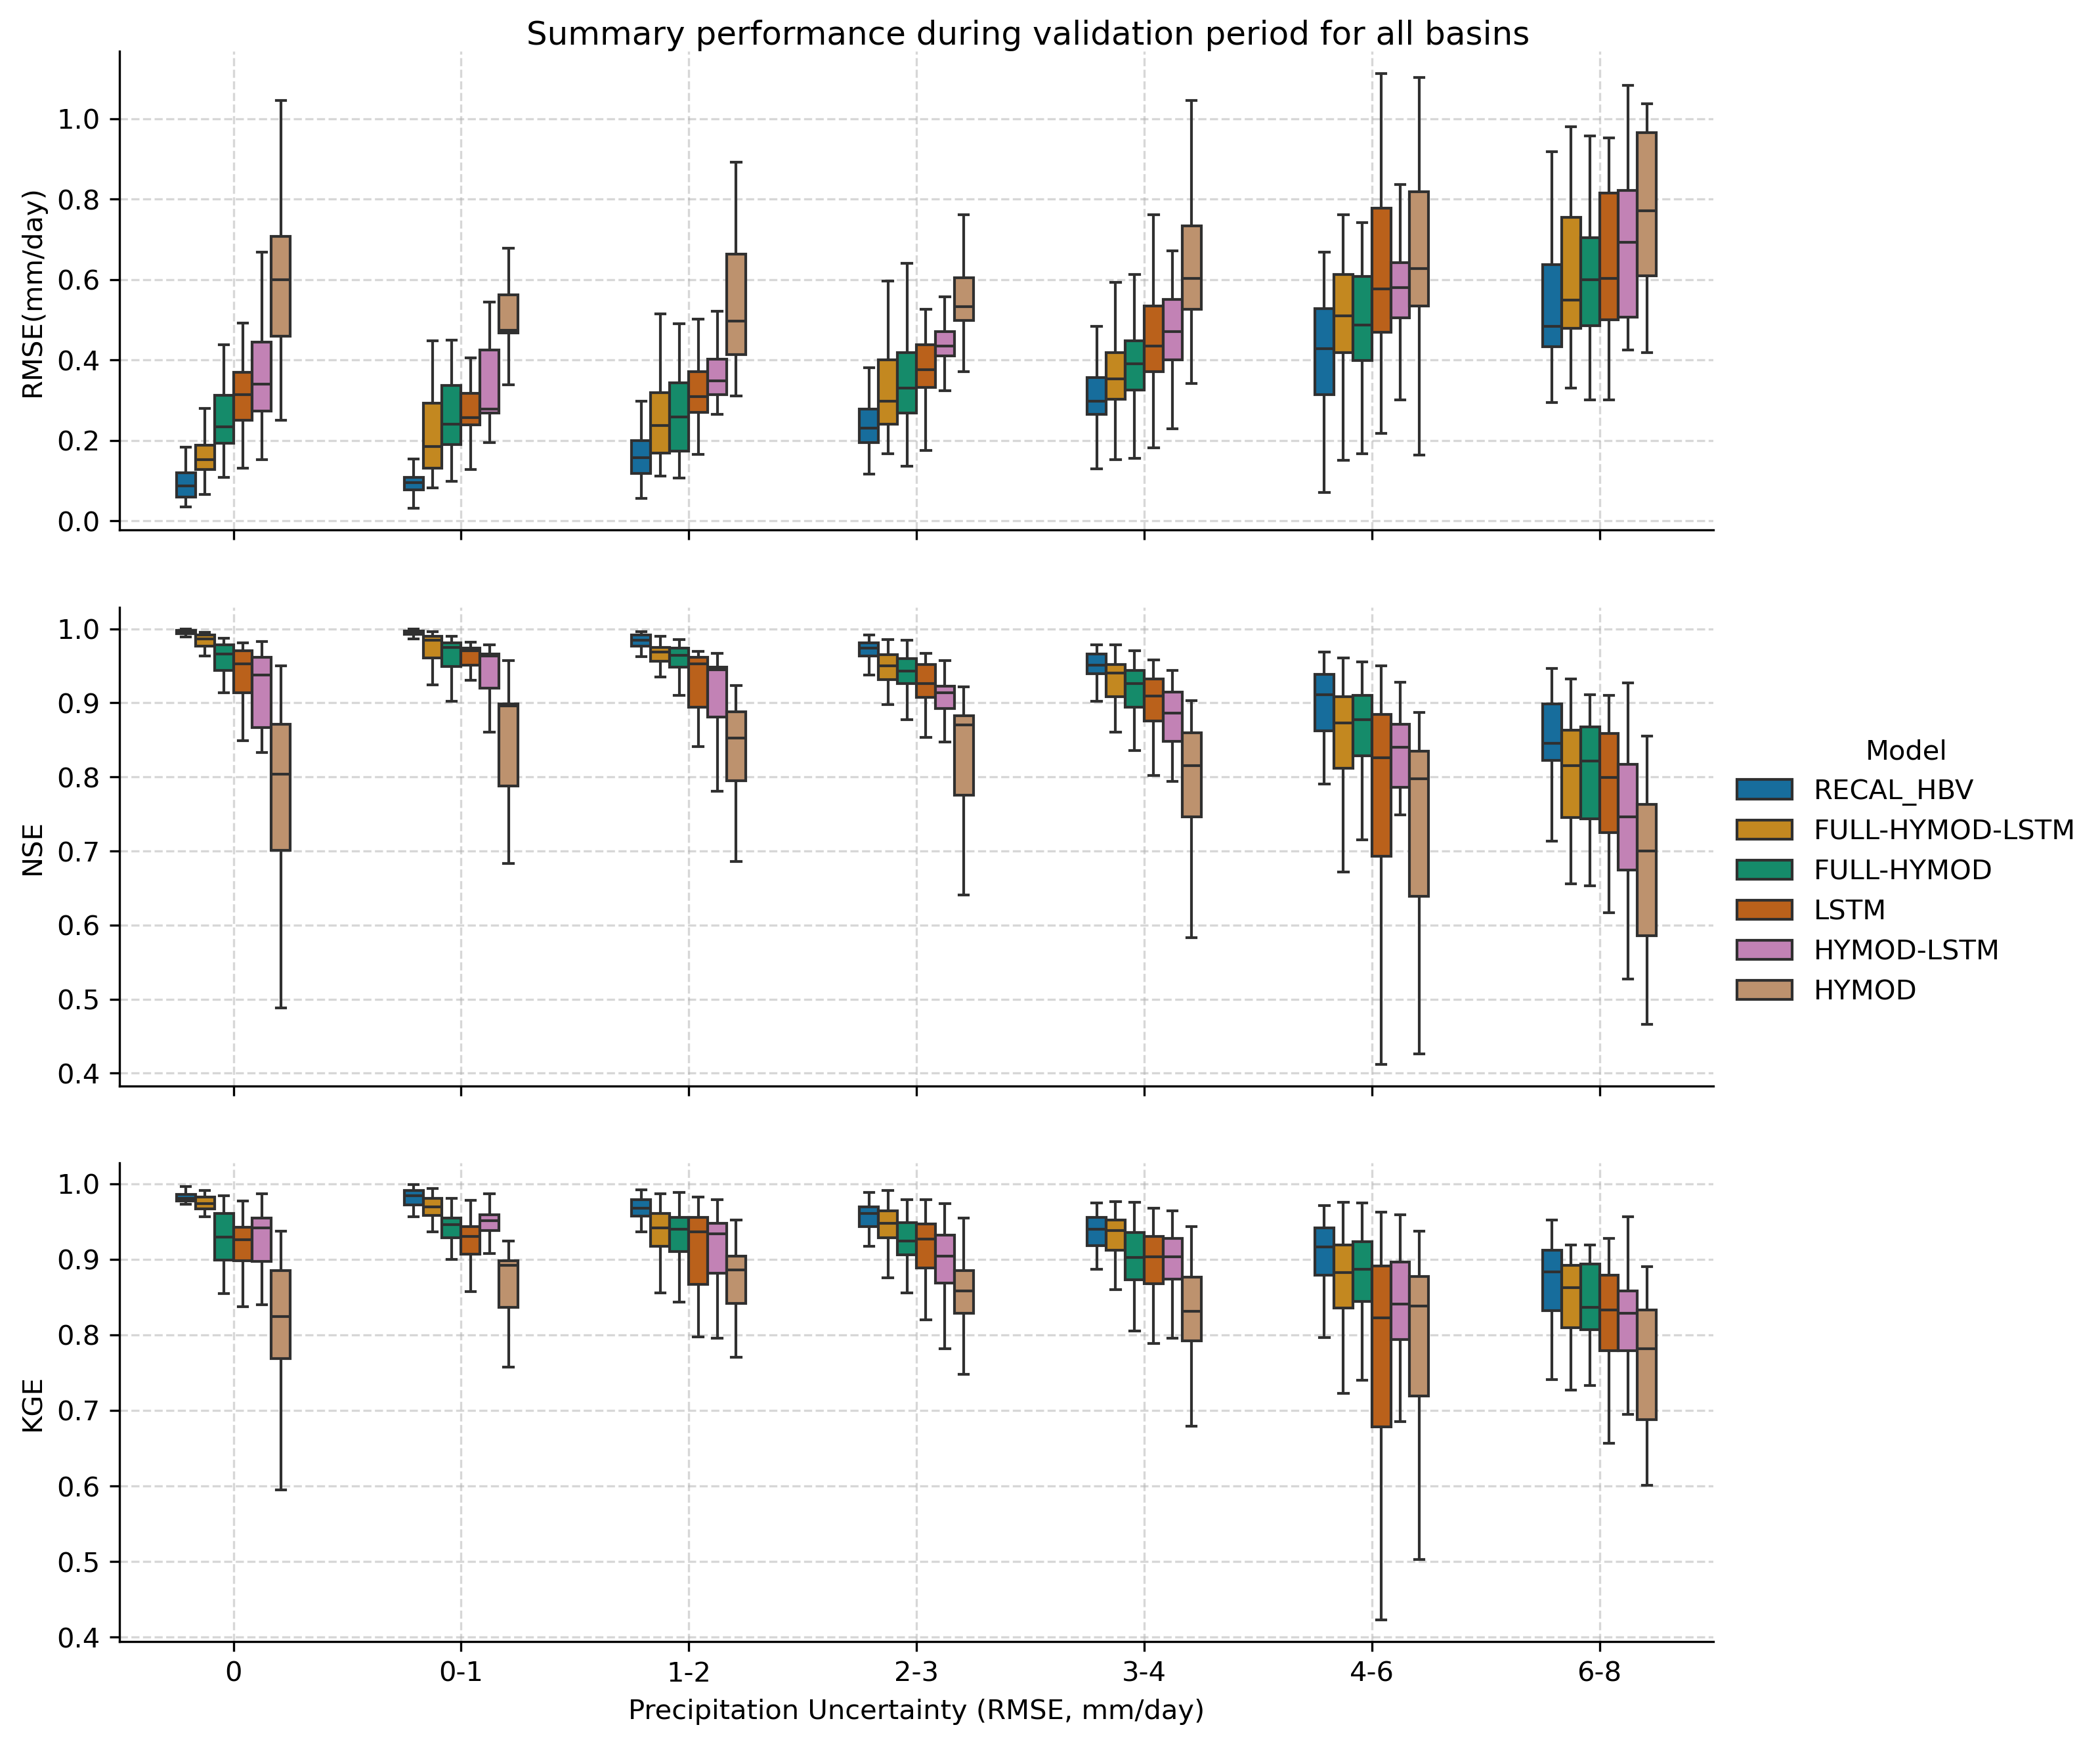 Summary performance during validation period for all basins
RMSE(mm/day)
1.0
0.8
0.6
0.4
0.2
0.0
NSE
1.0
0.9
0.8
0.7
0.6
0.5
0.4
Model
RECAL_HBV
FULL-HYMOD-LSTM
FULL-HYMOD
LSTM
HYMOD-LSTM
HYMOD
KGE
1.0
0.9
0.8
0.7
0.6
0.5
0.4
0 0-1 1-2 2-3 3-4 4-6 6-8
Precipitation Uncertainty (RMSE, mm/day)